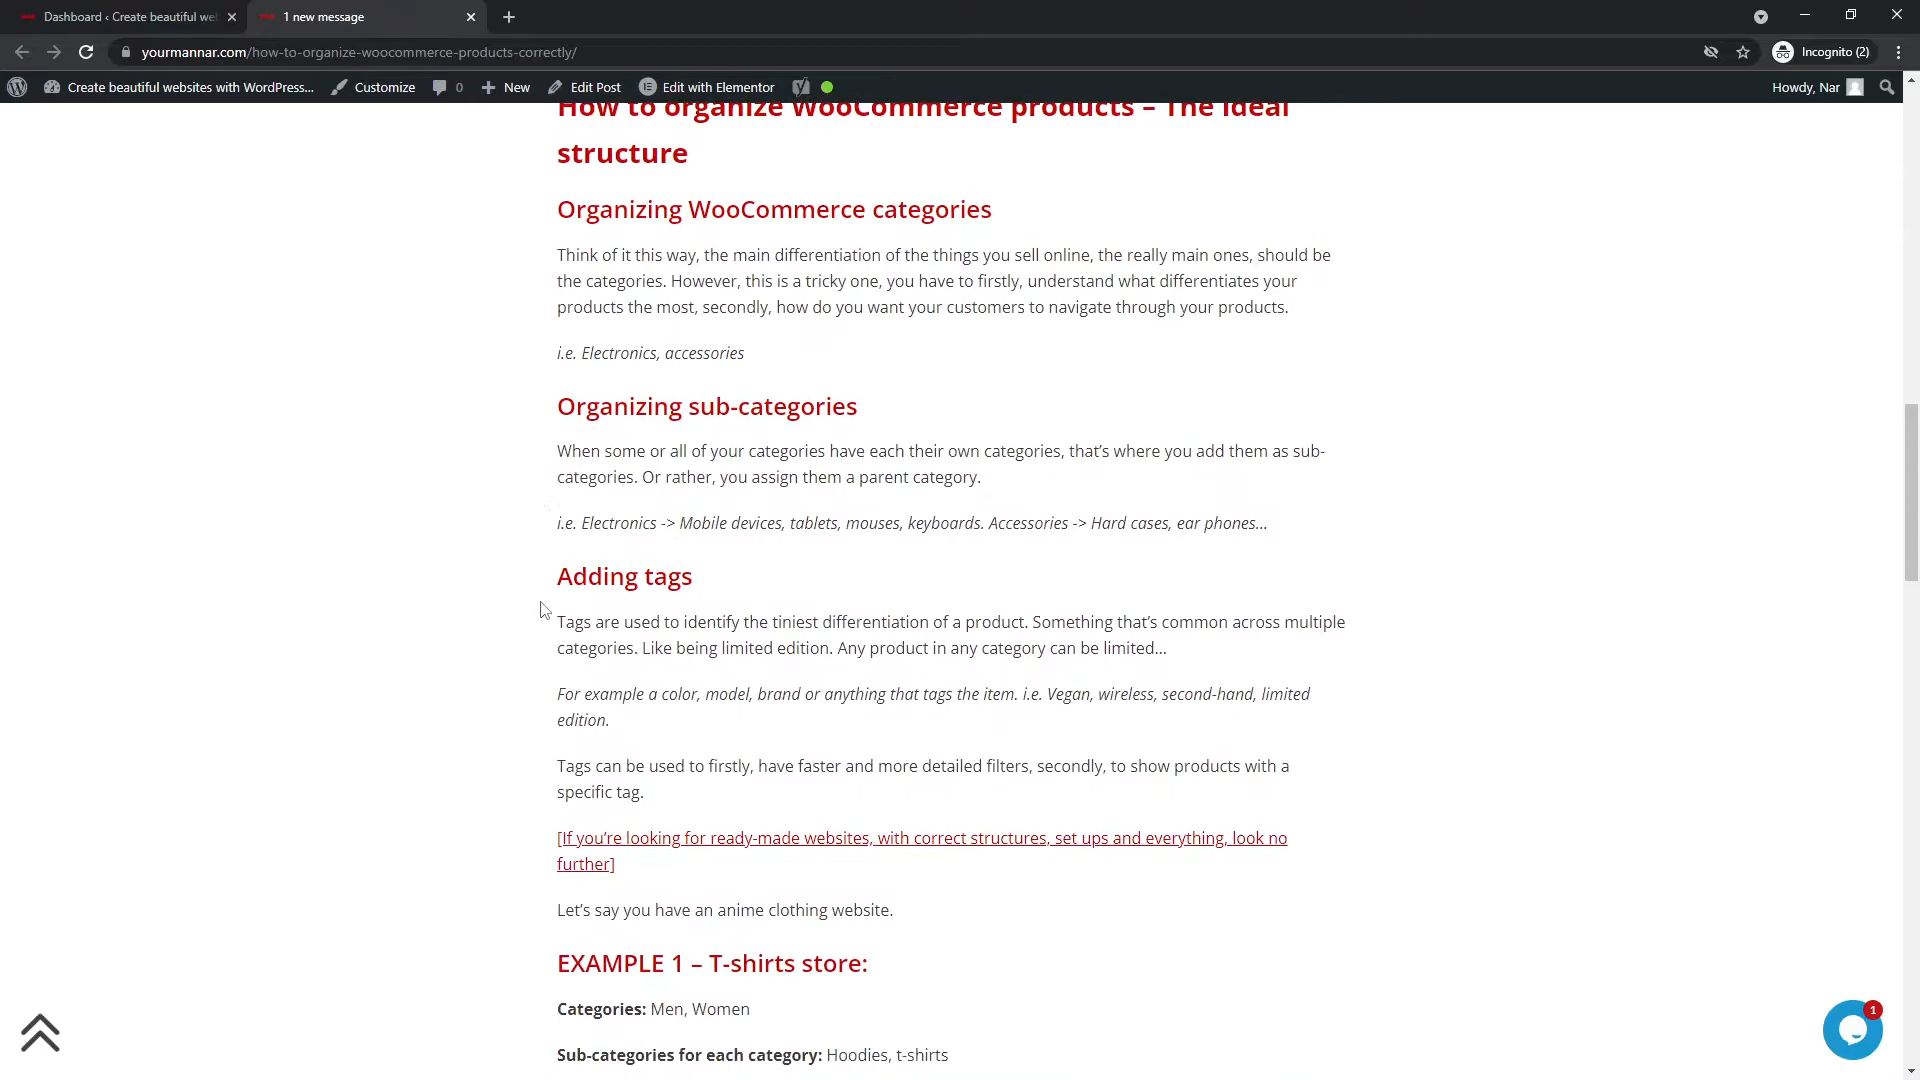 Dashboard ‹ Create beautiful we
1 new message
yourmannar.com/how-to-organize-woocommerce-products-correctly/
Incognito (2)
Create beautiful websites with WordPress...
Customize
0
New
Edit Post
Edit with Elementor
Howdy, Nar
How to organize WooCommerce products – The ideal
structure
Organizing WooCommerce categories
Think of it this way, the main differentiation of the things you sell online, the really main ones, should be
the categories. However, this is a tricky one, you have to firstly, understand what differentiates your
products the most, secondly, how do you want your customers to navigate through your products.
i.e. Electronics, accessories
Organizing sub-categories
When some or all of your categories have each their own categories, that’s where you add them as sub-
categories. Or rather, you assign them a parent category.
i.e. Electronics -> Mobile devices, tablets, mouses, keyboards. Accessories -> Hard cases, ear phones…
Adding tags
Tags are used to identify the tiniest differentiation of a product. Something that’s common across multiple
categories. Like being limited edition. Any product in any category can be limited…
For example a color, model, brand or anything that tags the item. i.e. Vegan, wireless, second-hand, limited
edition.
Tags can be used to firstly, have faster and more detailed filters, secondly, to show products with a
specific tag.
[If you’re looking for ready-made websites, with correct structures, set ups and everything, look no
further]
Let’s say you have an anime clothing website.
EXAMPLE 1 – T-shirts store:
Categories: Men, Women
Sub-categories for each category: Hoodies, t-shirts
1